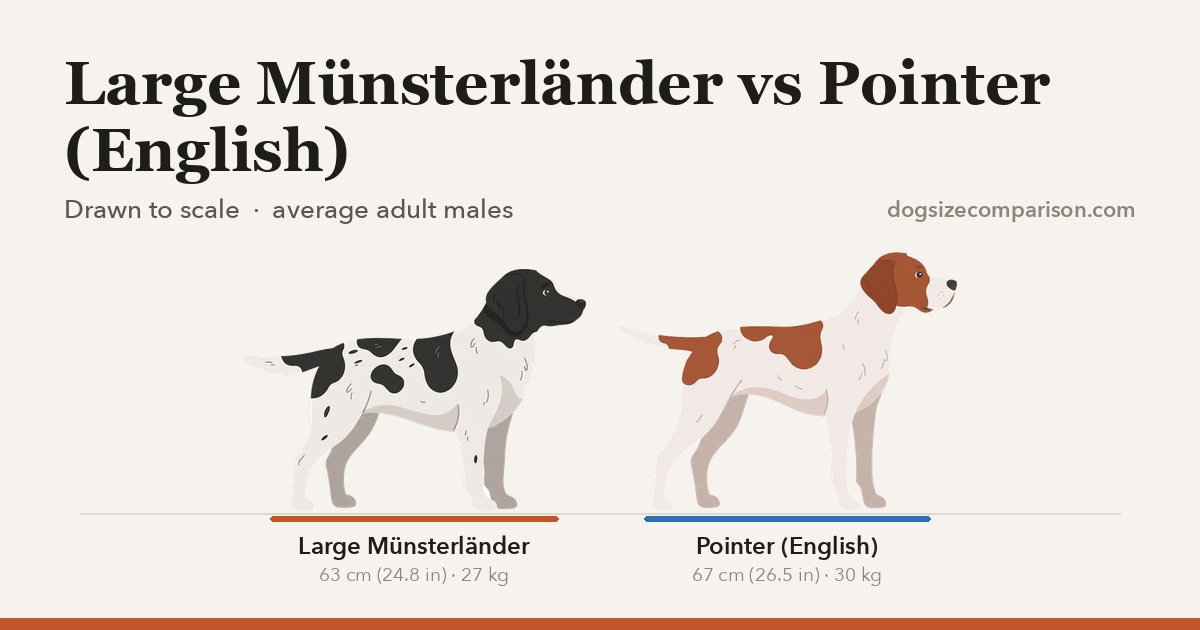 Large Münsterländer vs Pointer
(English)
Drawn to scale · average adult males
dogsizecomparison.com
Large Münsterländer
63 cm (24.8 in) · 27 kg
Pointer (English)
67 cm (26.5 in) · 30 kg